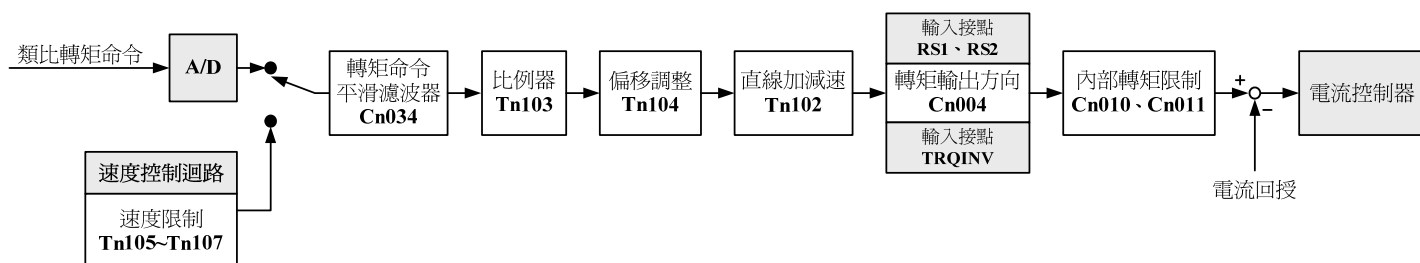 類比轉矩命令
A/D
轉矩命令
平滑濾波器
Cn034
比例器
Tn103
偏移調整
Tn104
直線加減速
Tn102
輸入接點
RS1、RS2
轉矩輸出方向
Cn004
輸入接點
TRQINV
內部轉矩限制
Cn010、Cn011
+
−
電流控制器
電流回授
速度控制迴路
速度限制
Tn105~Tn107